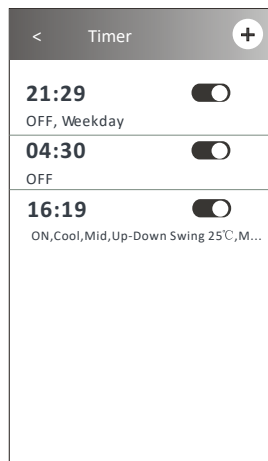 < Timer +
21:29
OFF, Weekday
04:30
OFF
16:19
ON,Cool,Mid,Up-Down Swing 25℃,M...